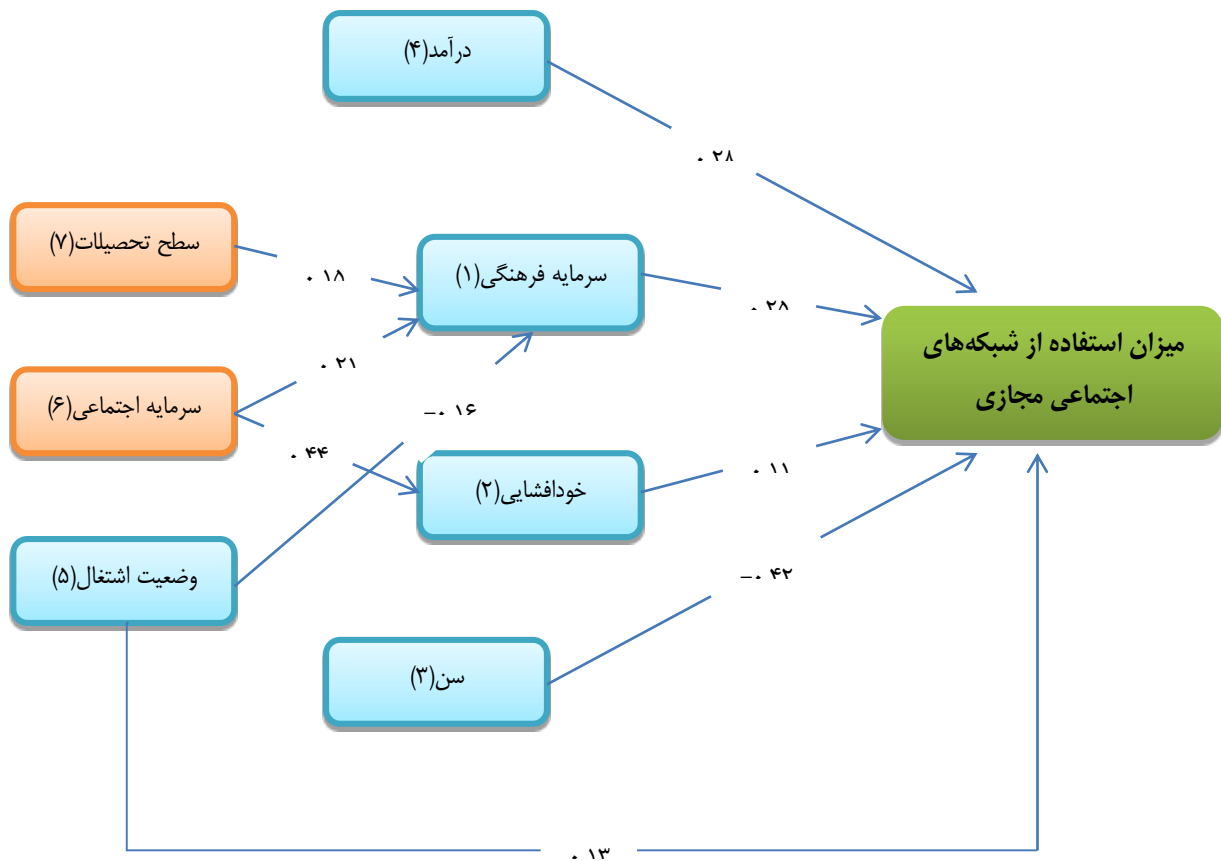 درآمد(۴)
۰.۲۸
سطح تحصیلات(۷)
۰.۱۸
سرمایه فرهنگی(۱)
۰.۲۸
میزان استفاده از شبکه‌های
اجتماعی مجازی
۰.۲۱
سرمایه اجتماعی(۶)
-۰.۱۶
۰.۴۴
خودافشایی(۲)
۰.۱۱
وضعیت اشتغال(۵)
-۰.۴۲
سن(۳)
۰.۱۳